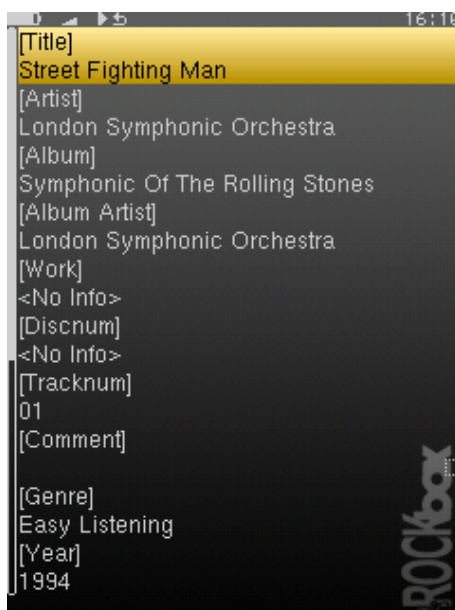 16:10
[Title]
Street Fighting Man
[Artist]
London Symphonic Orchestra
[Album]
Symphonic Of The Rolling Stones
[Album Artist]
London Symphonic Orchestra
[Work]
<No Info>
[Discnum]
<No Info>
[Tracknum]
01
[Comment]
[Genre]
Easy Listening
[Year]
1994
ROCKbox